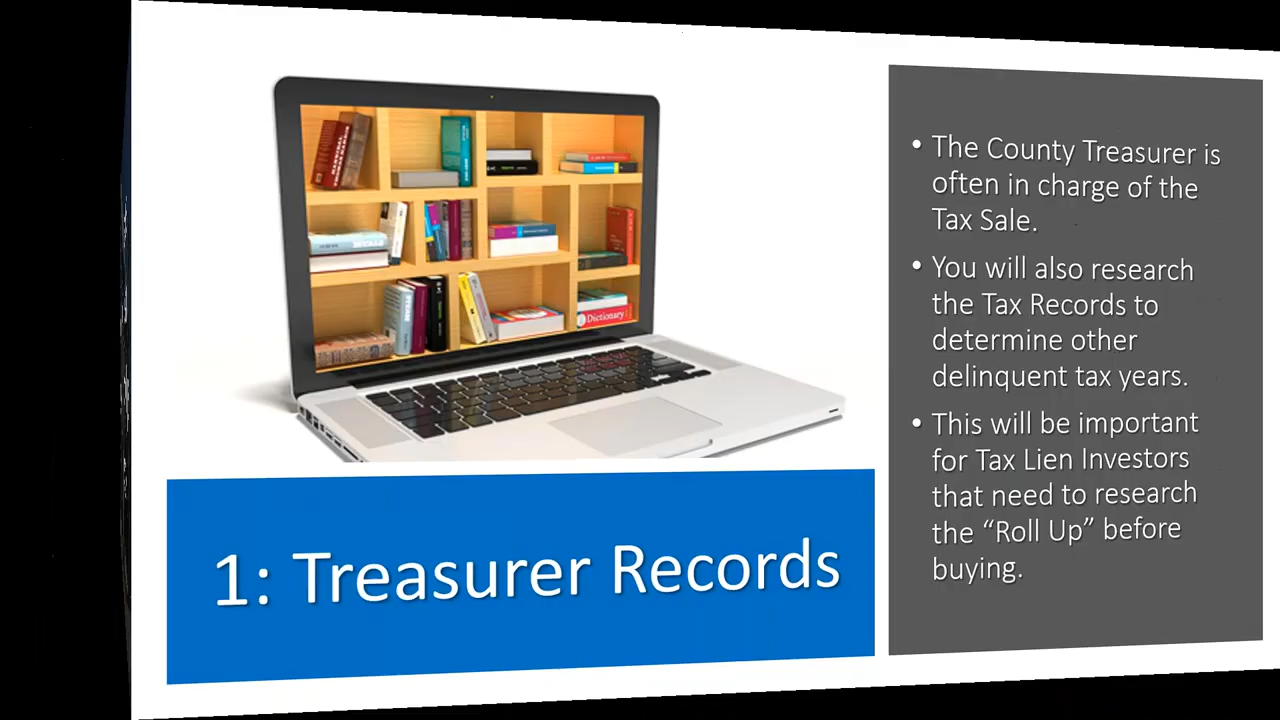 Dictionary
1: Treasurer Records
• The County Treasurer is
often in charge of the
Tax Sale.
• You will also research
the Tax Records to
determine other
delinquent tax years.
• This will be important
for Tax Lien Investors
that need to research
the “Roll Up” before
buying.